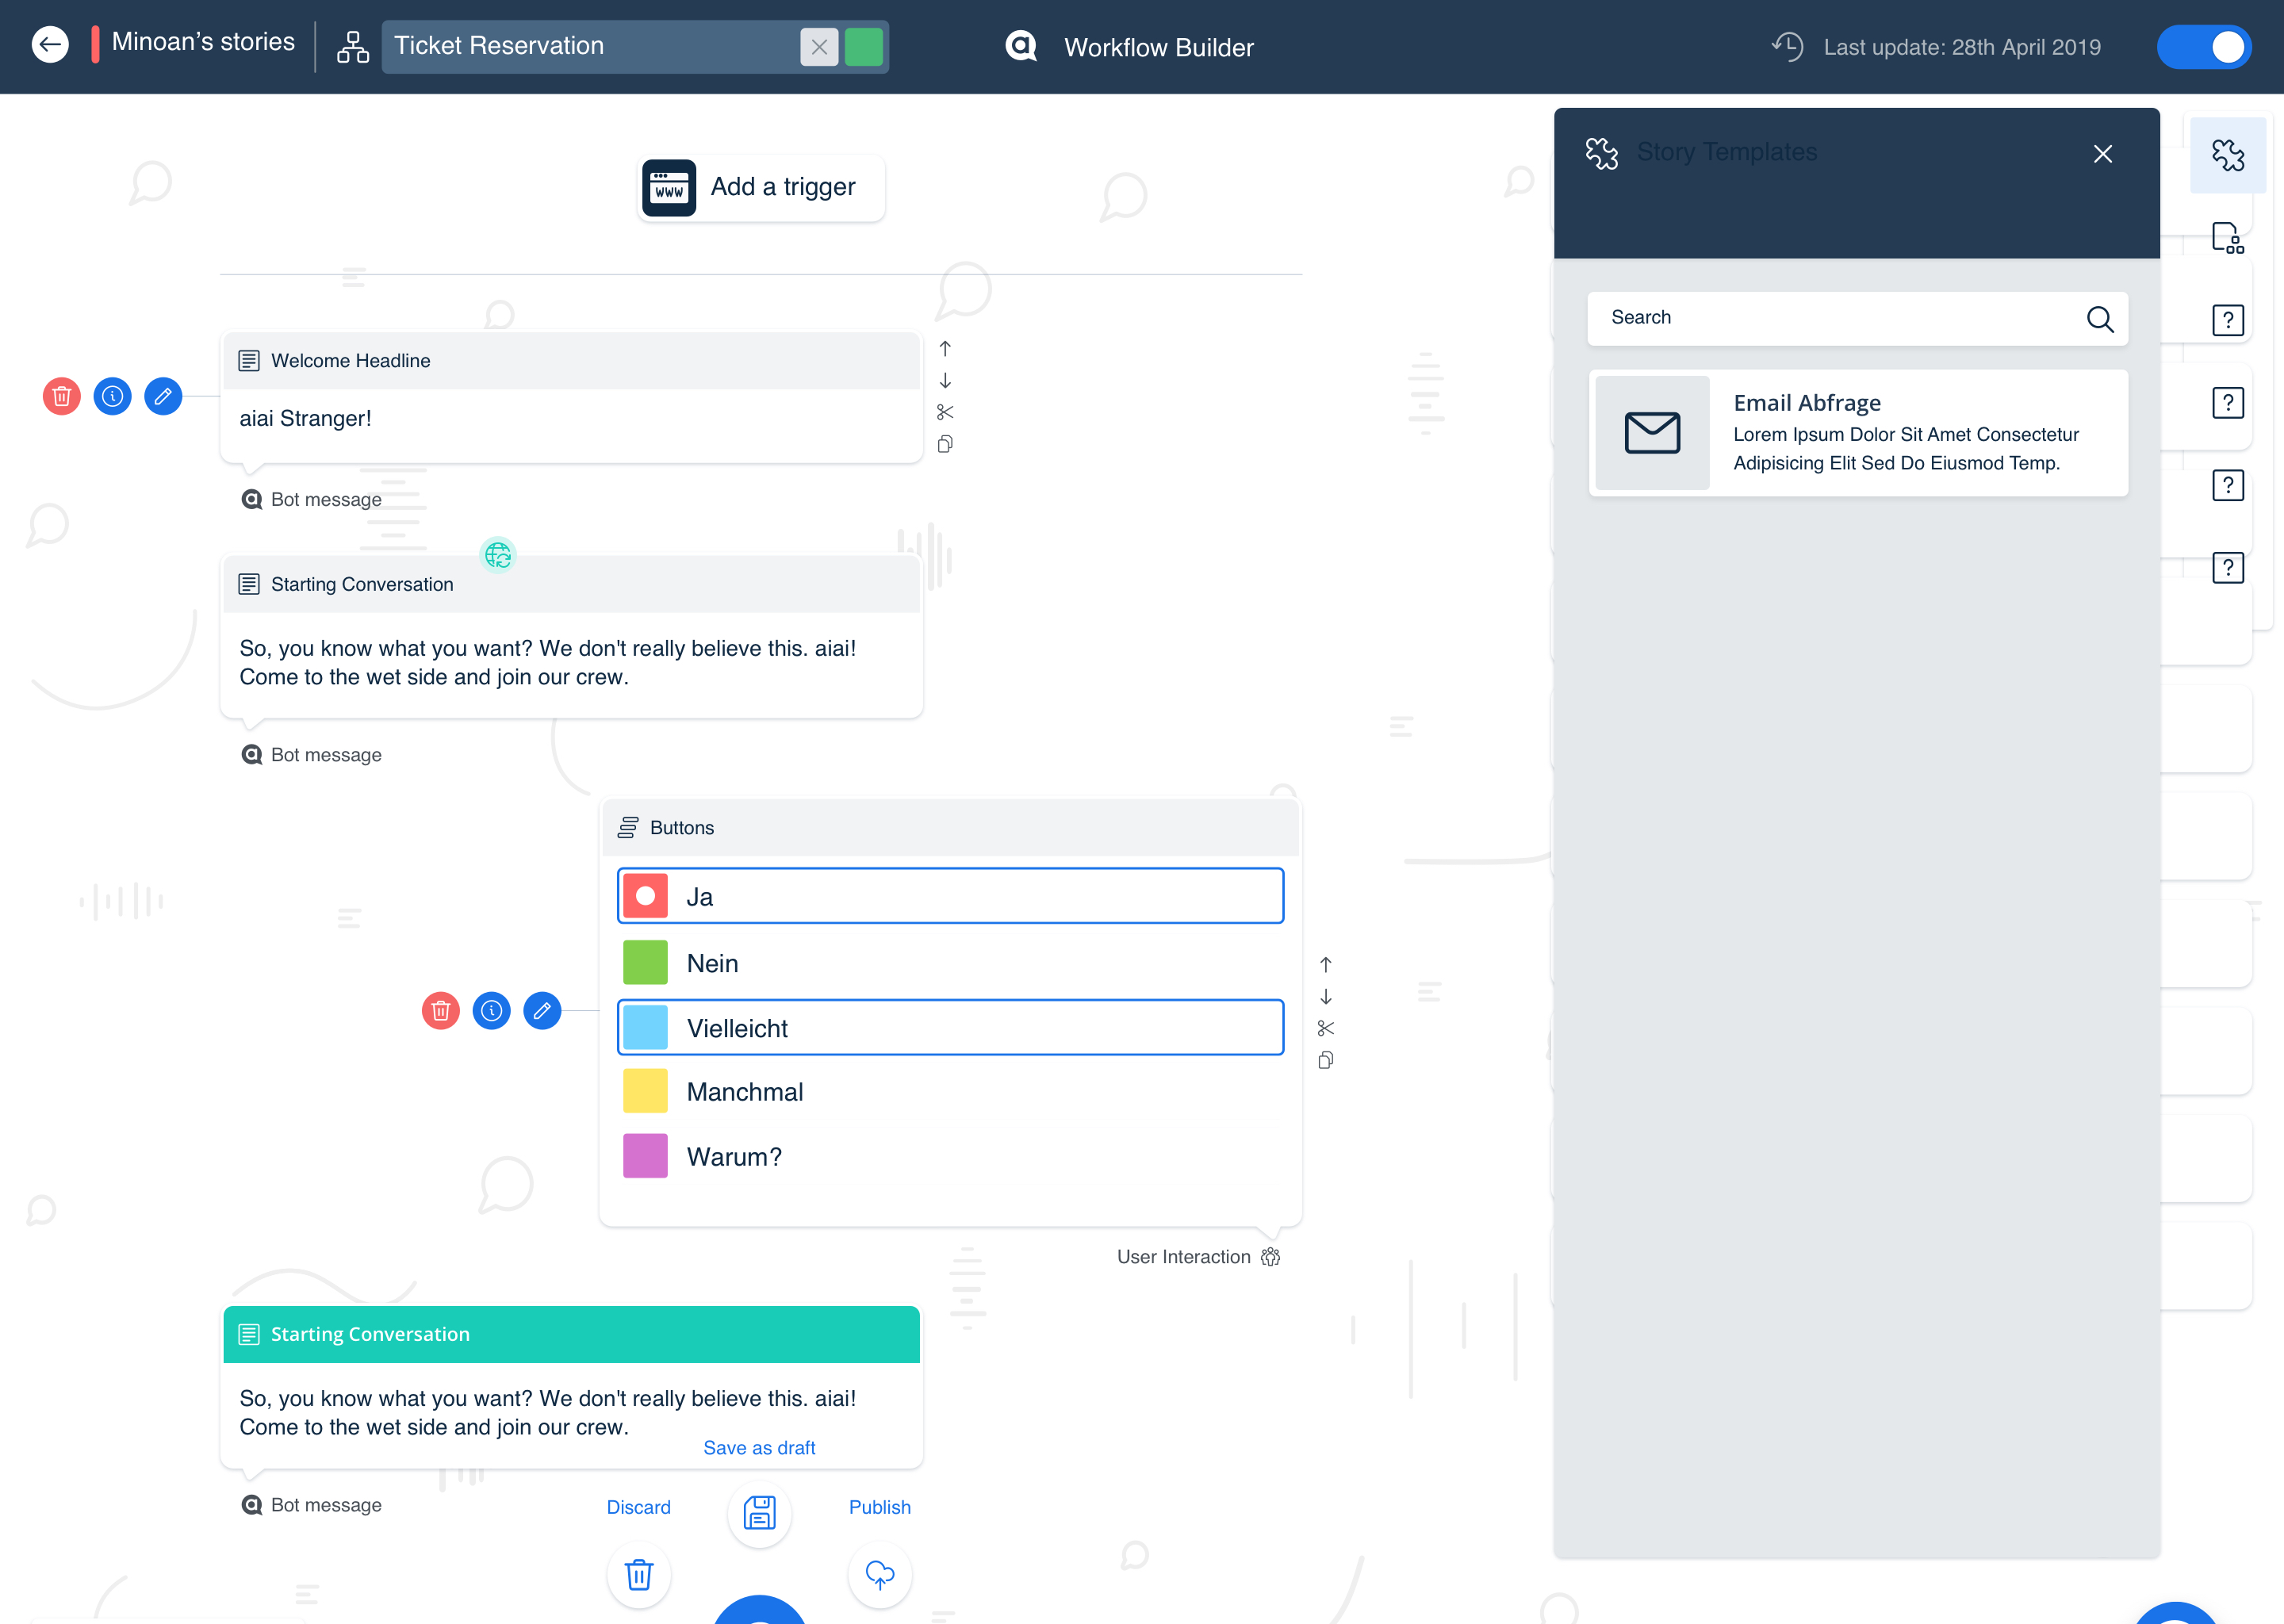 Minoan’s stories
Ticket Reservation
Workflow Builder
Last update: 28th April 2019
www
Add a trigger
Story Templates
Search
Email Abfrage
Lorem Ipsum Dolor Sit Amet Consectetur
Adipisicing Elit Sed Do Eiusmod Temp.
?
?
?
?
Welcome Headline
aiai Stranger!
Bot message
Starting Conversation
So, you know what you want? We don't really believe this. aiai!
Come to the wet side and join our crew.
Bot message
Buttons
Ja
Nein
Vielleicht
Manchmal
Warum?
User Interaction
Starting Conversation
So, you know what you want? We don't really believe this. aiai!
Come to the wet side and join our crew.
Save as draft
Bot message
Discard
Publish